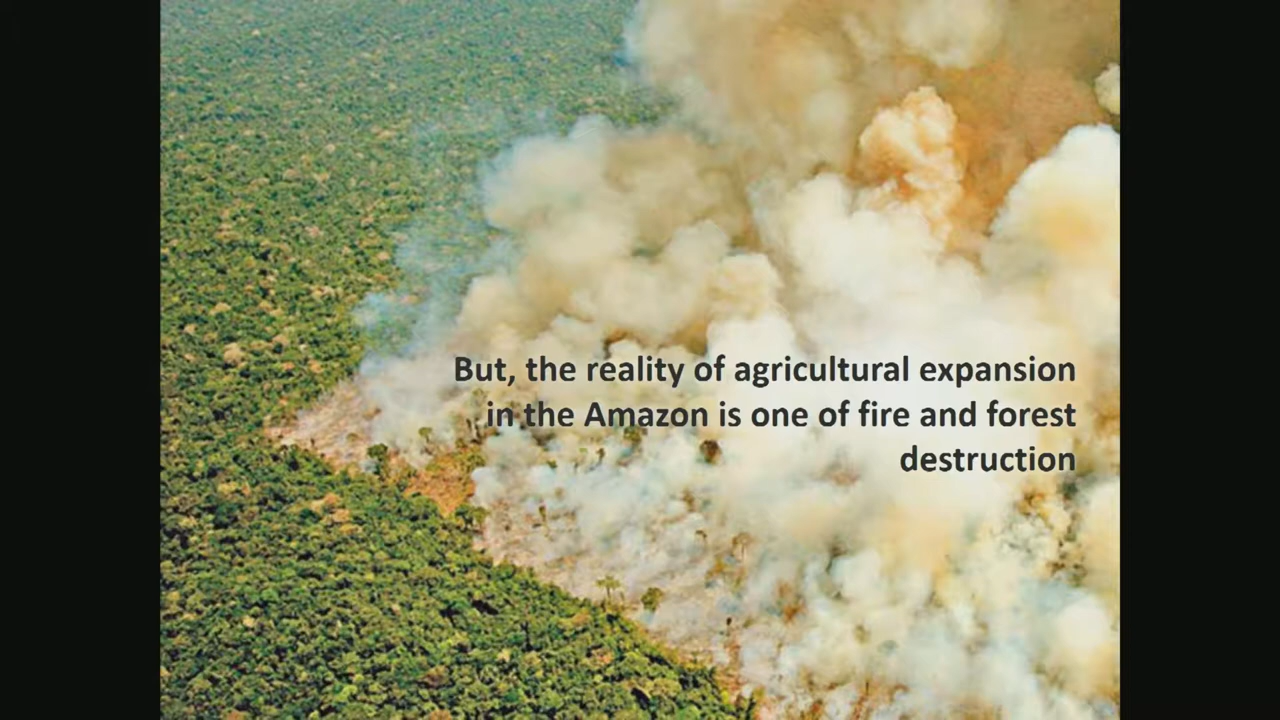 But, the reality of agricultural expansion
in the Amazon is one of fire and forest
destruction